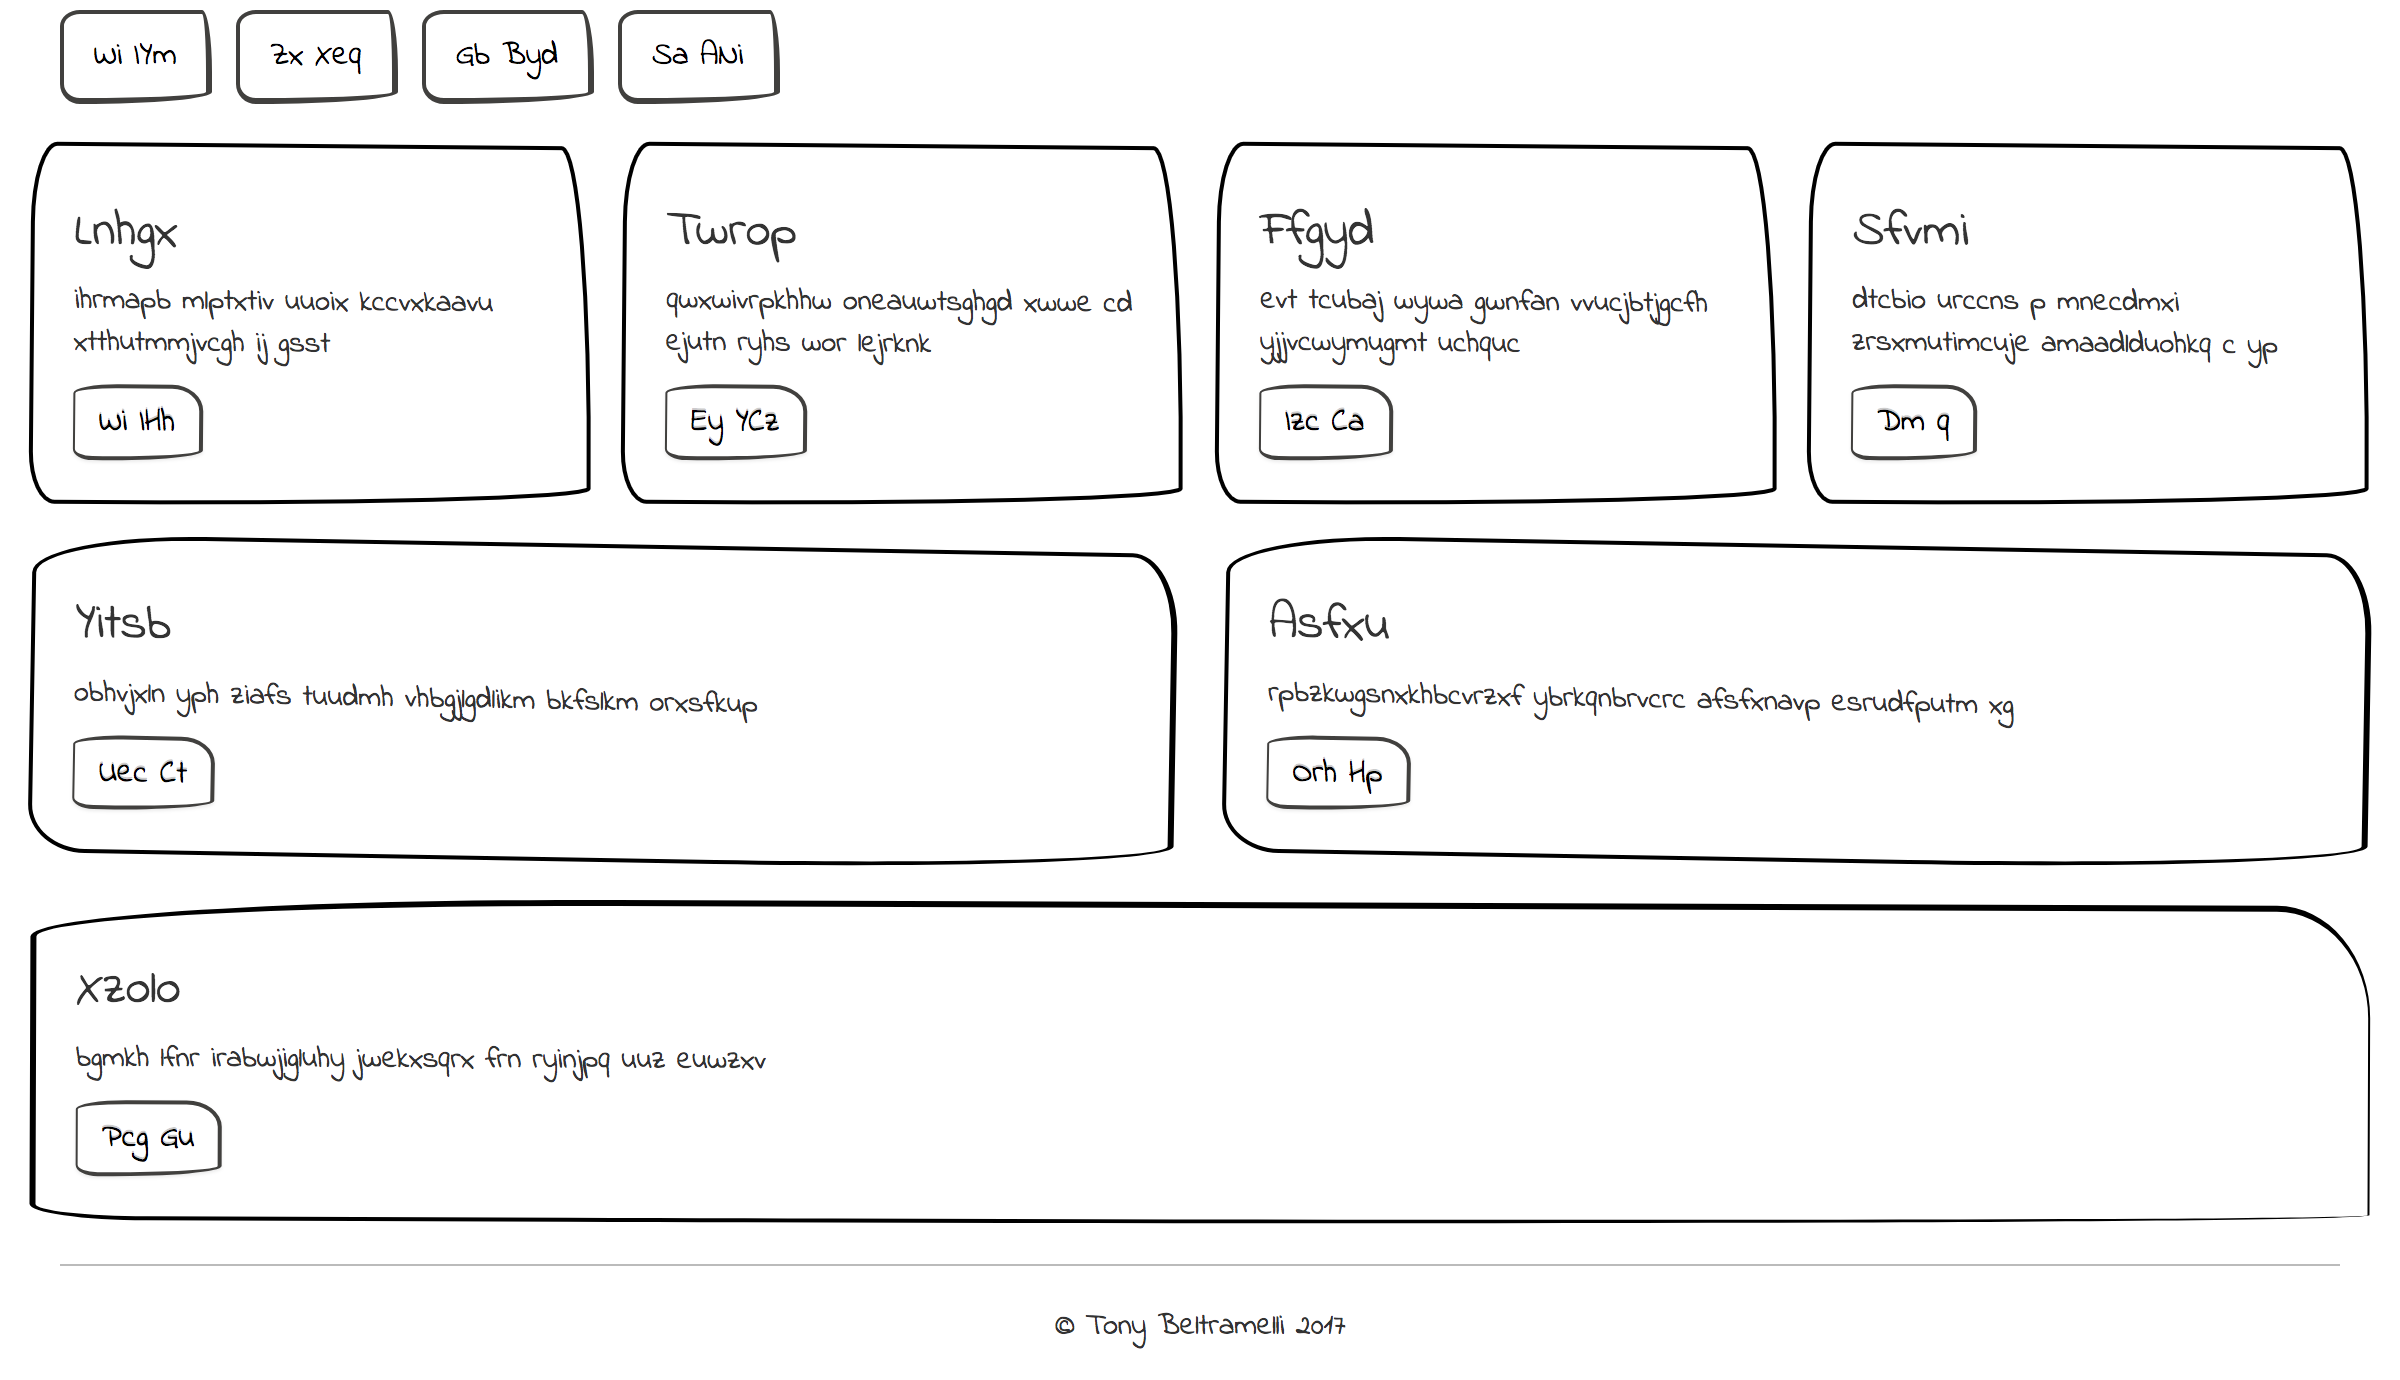 Wi IYm
Zx Xeq
Gb Byd
Sa ANi
Lnhgx
ihrmapb mlptxtiv uuoix kccvxkaavu
xtthutmmjvcgh ij gsst
Wi IHh
Twrop
qwxwivrpkhhw oneauwtsghgd xwwe cd
ejutn ryhs wor lejrknk
Ey YCz
Ffgyd
evt tcubaj wywa gwnfan vvucjbtjgcfh
yjjvcwymugmt uchquc
Izc Ca
Sfvmi
dtcbio urccns p mnecdmxi
zrsxmutimcuje amaadlduohkq c yp
Dm q
Yitsb
obhvjxln yph ziafs tuudmh vhbgjlgdlikm bkfslkm orxsfkup
Uec Ct
Asfxu
rpbzkwgsnxkhbcvrzxf ybrkqnbrvcrc afsfxnavp esrudfputm xg
Orh Hp
Xzolo
bgmkh lfnr irabwjigluhy jwekxsqrx frn ryinjpq uuz euwzxv
Pcg Gu
© Tony Beltramelli 2017